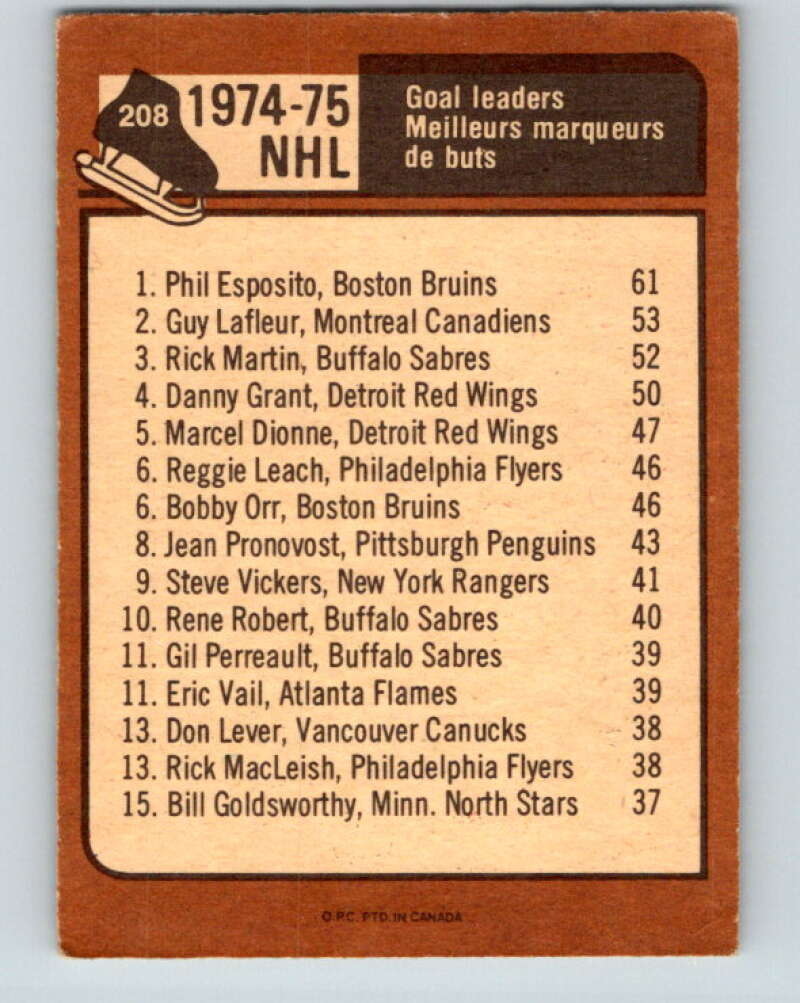 208
1974-75
NHL
Goal leaders
Meilleurs marqueurs
de buts
1. Phil Esposito, Boston Bruins 61
2. Guy Lafleur, Montreal Canadiens 53
3. Rick Martin, Buffalo Sabres 52
4. Danny Grant, Detroit Red Wings 50
5. Marcel Dionne, Detroit Red Wings 47
6. Reggie Leach, Philadelphia Flyers 46
6. Bobby Orr, Boston Bruins 46
8. Jean Pronovost, Pittsburgh Penguins 43
9. Steve Vickers, New York Rangers 41
10. Rene Robert, Buffalo Sabres 40
11. Gil Perreault, Buffalo Sabres 39
11. Eric Vail, Atlanta Flames 39
13. Don Lever, Vancouver Canucks 38
13. Rick MacLeish, Philadelphia Flyers 38
15. Bill Goldsworthy, Minn. North Stars 37
O.P.C. PTD. IN CANADA